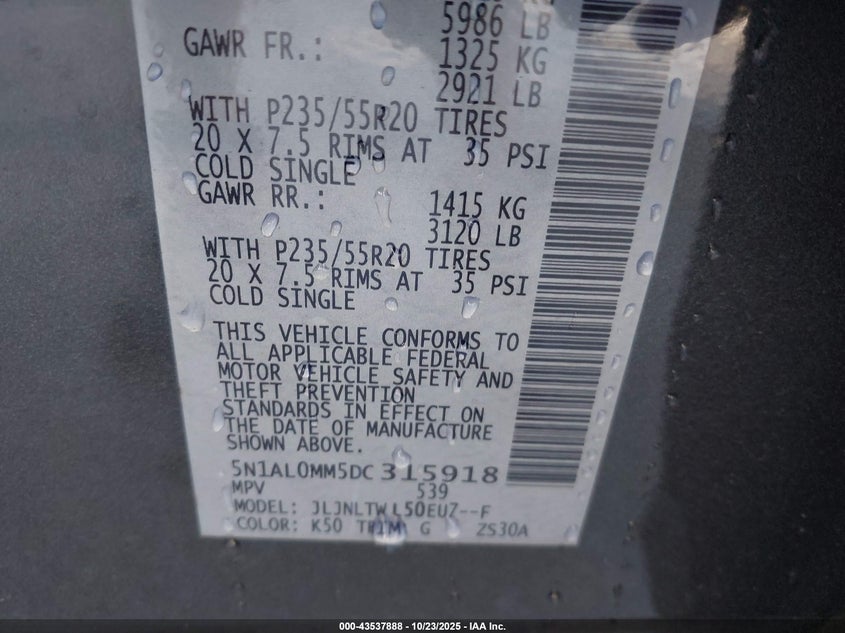 5986 LB
GAWR FR.: 1325 KG
2921 LB
WITH P235/55R20 TIRES
20 X 7.5 RIMS AT 35 PSI
COLD SINGLE
GAWR RR.: 1415 KG
3120 LB
WITH P235/55R20 TIRES
20 X 7.5 RIMS AT 35 PSI
COLD SINGLE
THIS VEHICLE CONFORMS TO
ALL APPLICABLE FEDERAL
MOTOR VEHICLE SAFETY AND
THEFT PREVENTION
STANDARDS IN EFFECT ON
THE DATE OF MANUFACTURE
SHOWN ABOVE.
5N1AL0MM5DC315918
MPV 539
MODEL: JLJNLTWL50EUZ--F
COLOR: K50 TRIM G ZS30A
000-43537888 - 10/23/2025 - IAA Inc.